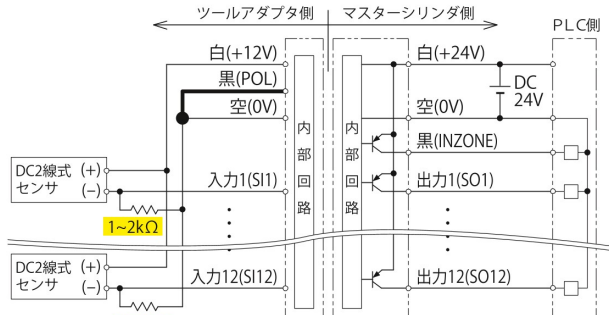 ツールアダプタ側
マスターシリンダ側
PLC側
白(+12V)
黒(POL)
空(0V)
内部回路
内部回路
白(+24V)
DC
24V
空(0V)
黒(INZONE)
DC2線式 (+)
センサ (−)
入力1(SI1)
出力1(SO1)
1~2kΩ
DC2線式 (+)
センサ (−)
入力12(SI12)
出力12(SO12)